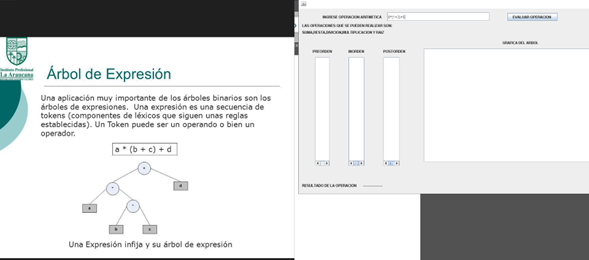 Instituto Profesional
La Araucana
Árbol de Expresión
Una aplicación muy importante de los árboles binarios son los
árboles de expresiones. Una expresión es una secuencia de
tokens (componentes de léxicos que siguen unas reglas
establecidas). Un Token puede ser un operando o bien un
operador.
a * (b + c) + d
+
d
*
a
+
b
c
Una Expresión infija y su árbol de expresión
INGRESE OPERACION ARITMETICA
EVALUAR OPERACION
LAS OPERACIONES QUE SE PUEDEN REALIZAR SON:
SUMA,RESTA,DIVICION,MULTIPLICACION Y RAIZ
GRAFICA DEL ARBOL
PREORDEN
INORDEN
POSTORDEN
RESULTADO DE LA OPERACION